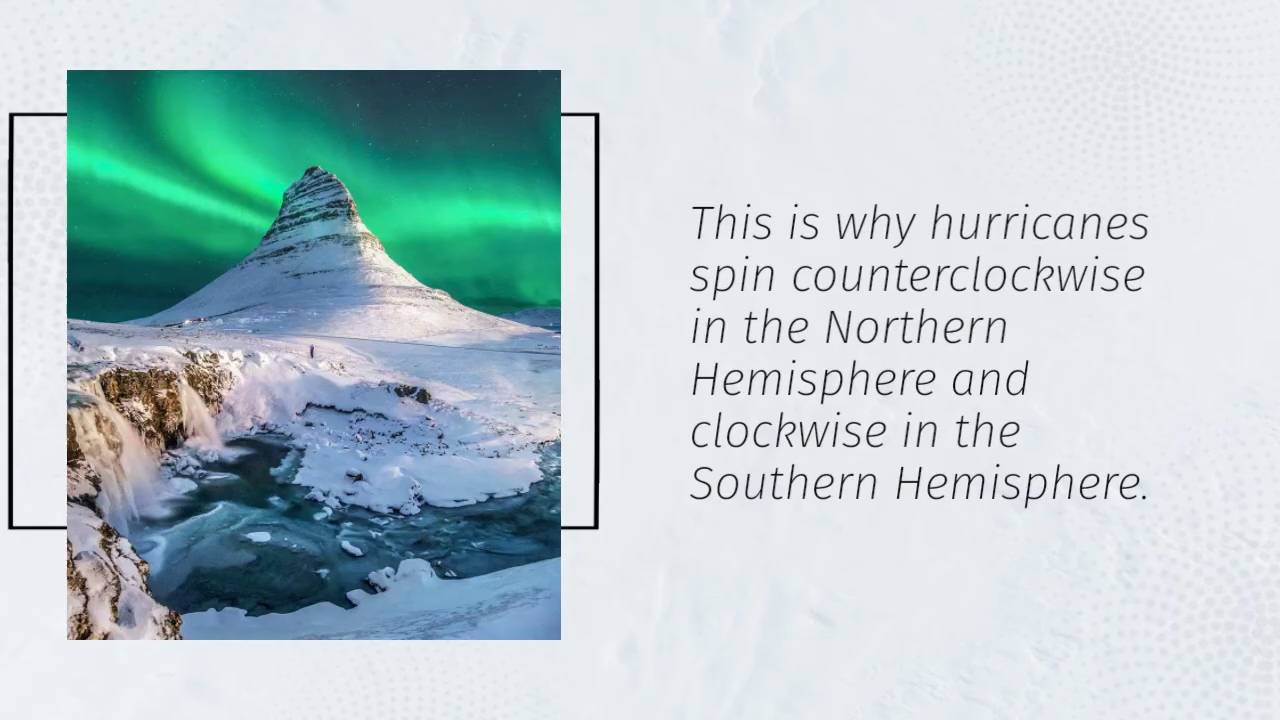 This is why hurricanes
spin counterclockwise
in the Northern
Hemisphere and
clockwise in the
Southern Hemisphere.